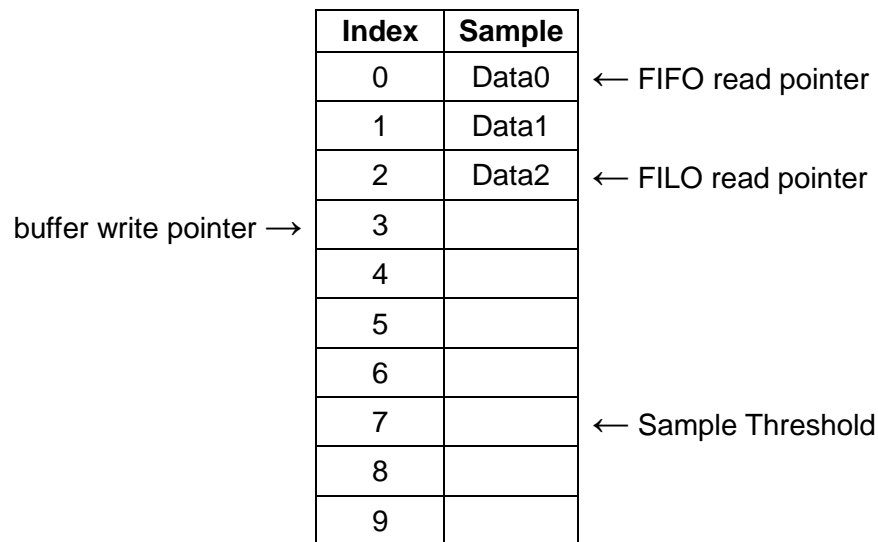 Index Sample
0 Data0 ← FIFO read pointer
1 Data1
2 Data2 ← FILO read pointer
buffer write pointer → 3
4
5
6
7 ← Sample Threshold
8
9